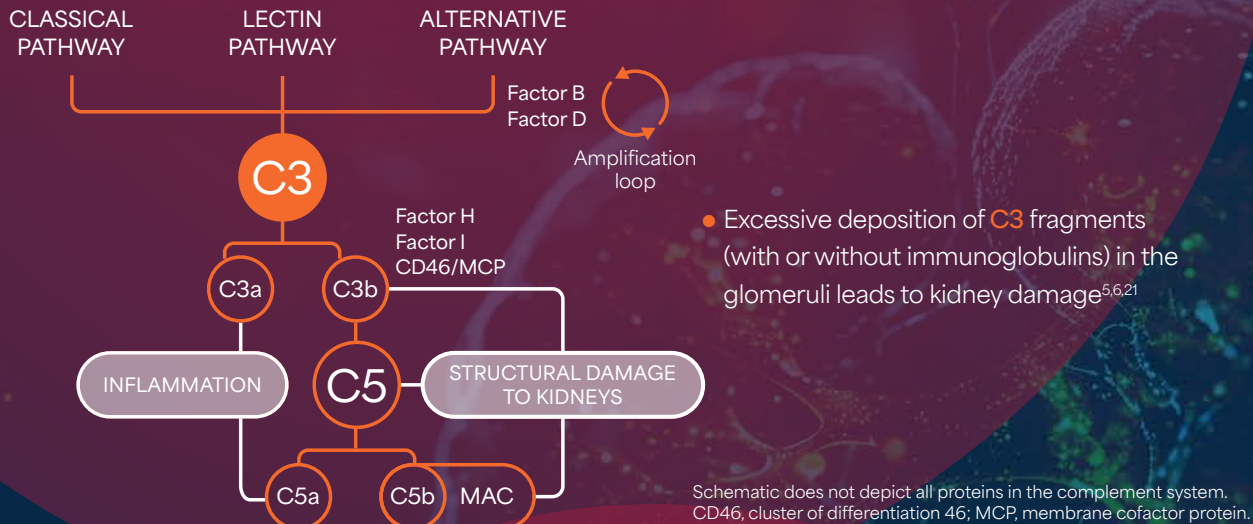 CLASSICAL
PATHWAY
LECTIN
PATHWAY
ALTERNATIVE
PATHWAY
Factor B
Factor D
Amplification
loop
C3
Factor H
Factor I
CD46/MCP
C3a
C3b
INFLAMMATION
C5
STRUCTURAL DAMAGE
TO KIDNEYS
C5a
C5b
MAC
• Excessive deposition of C3 fragments
(with or without immunoglobulins) in the
glomeruli leads to kidney damage5,6,21
Schematic does not depict all proteins in the complement system.
CD46, cluster of differentiation 46; MCP, membrane cofactor protein.